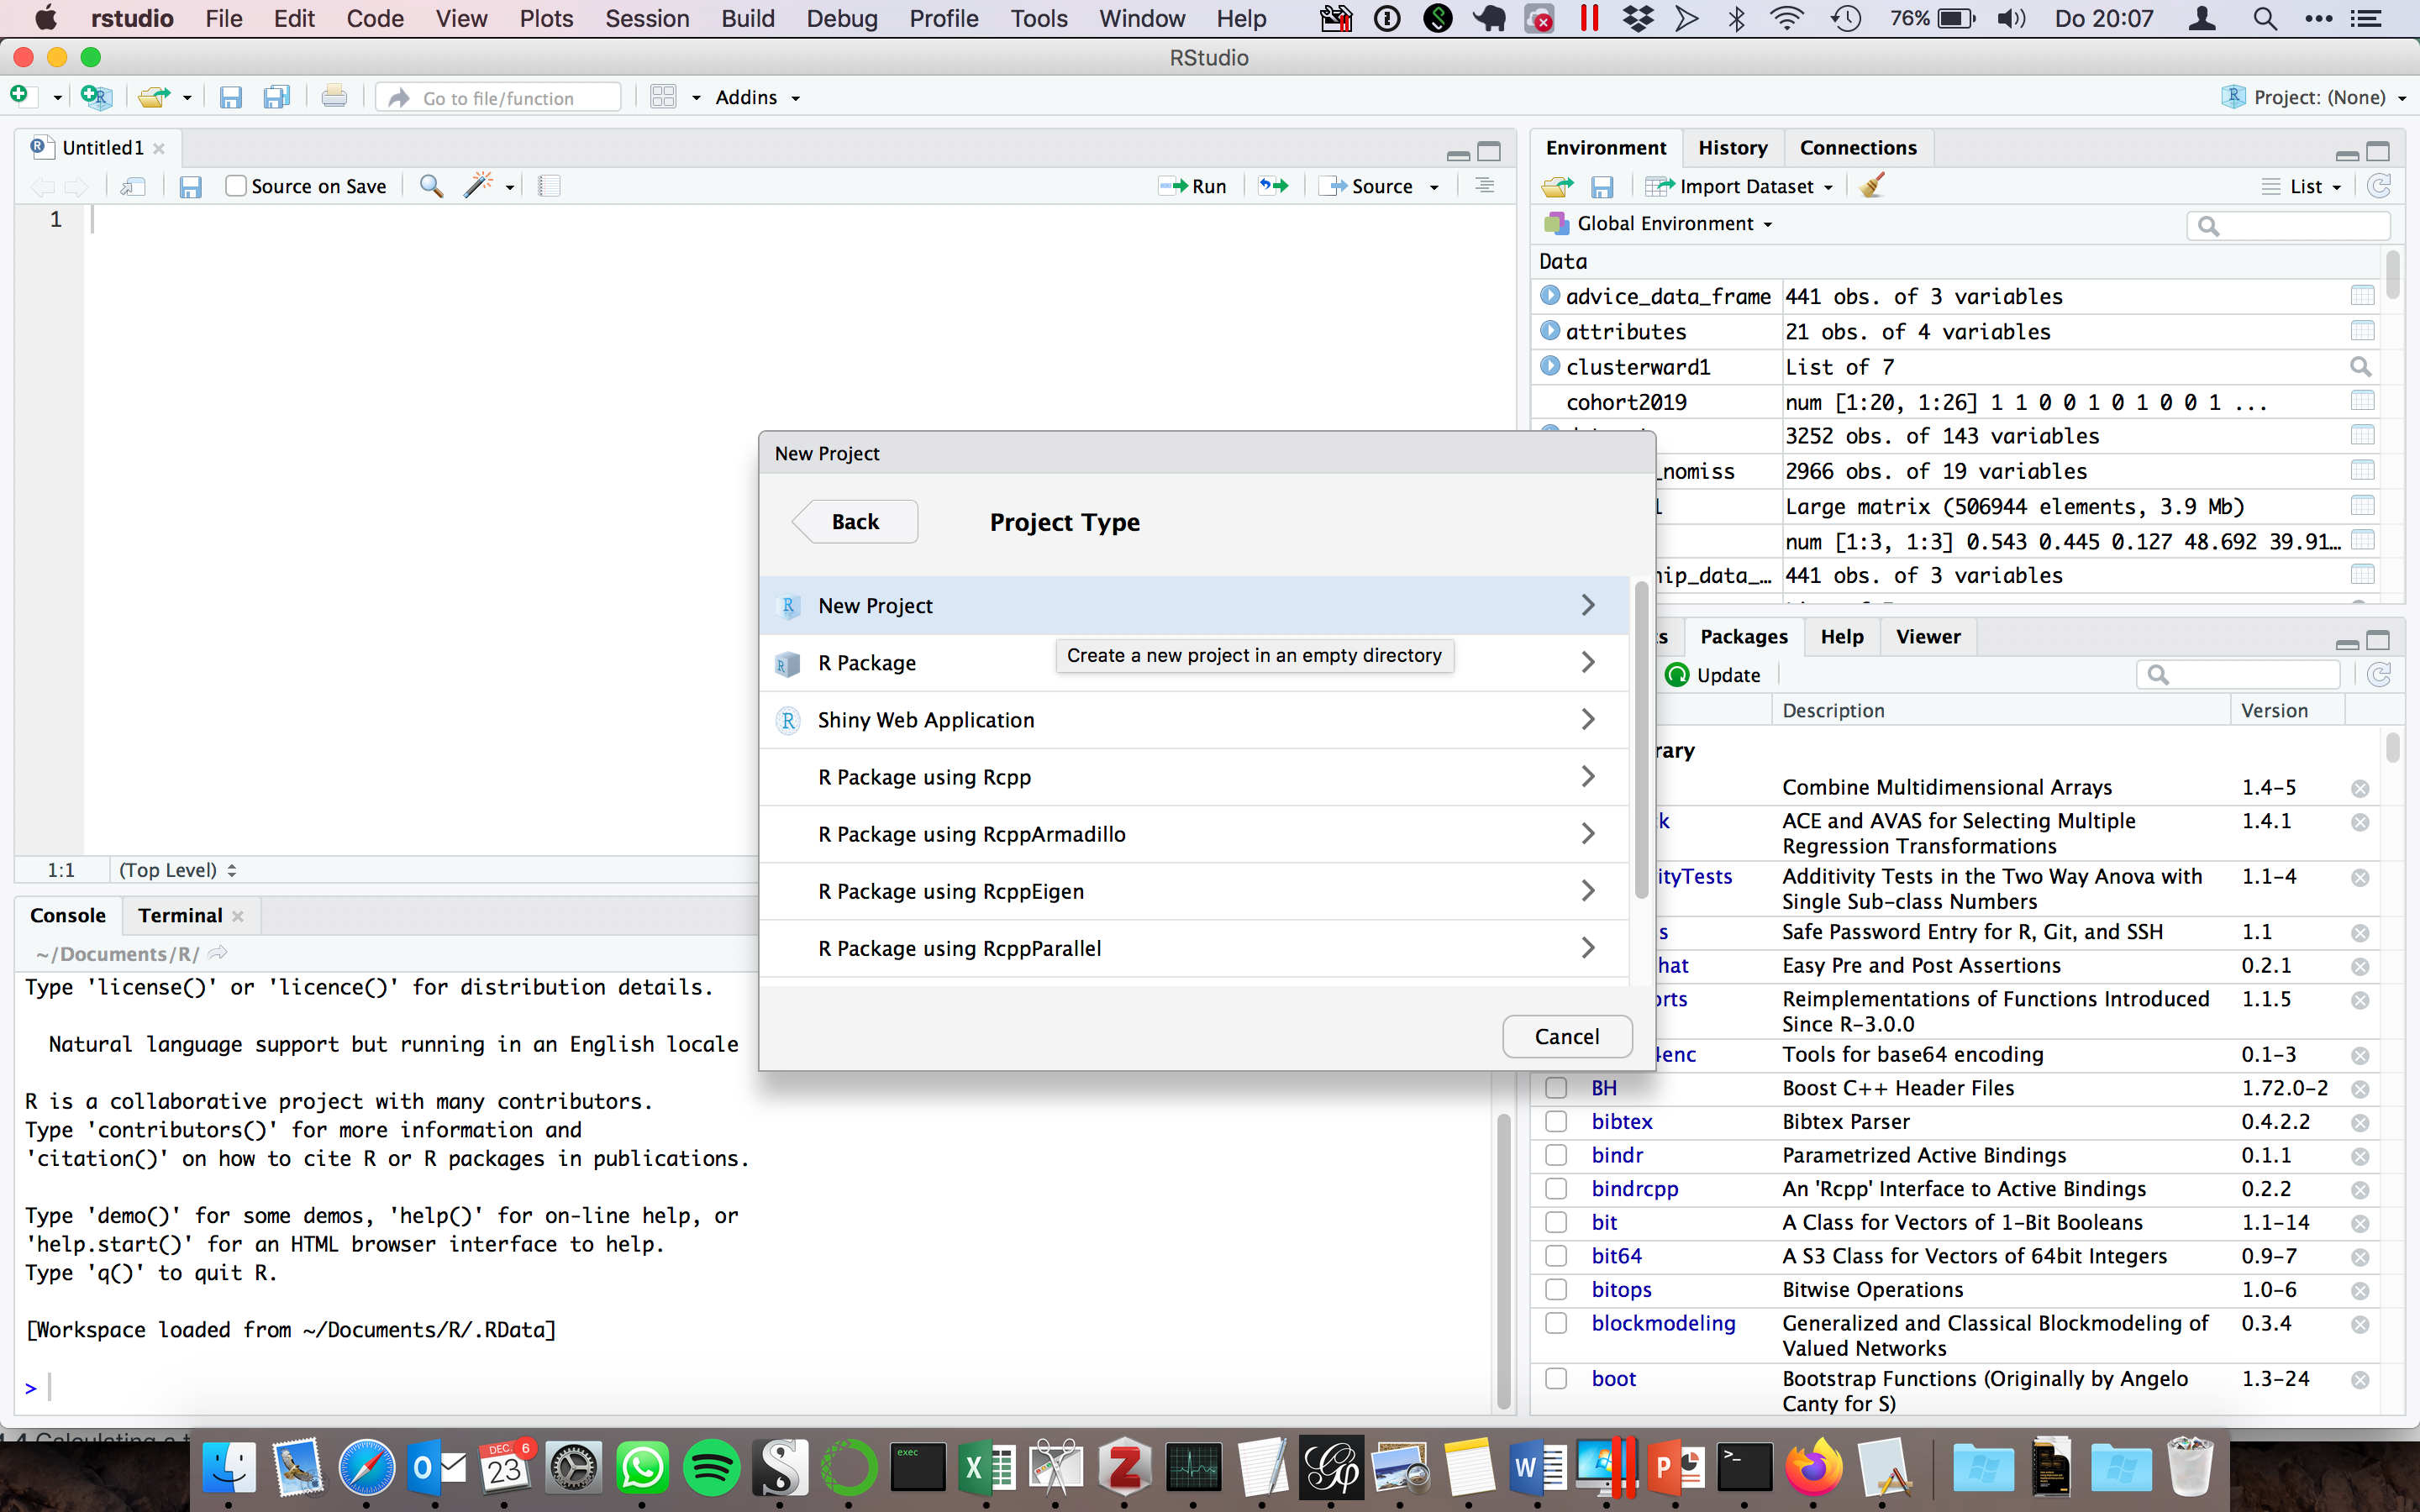 rstudio File Edit Code View Plots Session Build Debug Profile Tools Window Help 76% Do 20:07
RStudio
Go to file/function Addins Project: (None)
Untitled1
Source on Save Run Source
1
1:1 (Top Level)
Console Terminal
~/Documents/R/
Type 'license()' or 'licence()' for distribution details.
Natural language support but running in an English locale
R is a collaborative project with many contributors.
Type 'contributors()' for more information and
'citation()' on how to cite R or R packages in publications.
Type 'demo()' for some demos, 'help()' for on-line help, or
'help.start()' for an HTML browser interface to help.
Type 'q()' to quit R.
[Workspace loaded from ~/Documents/R/.RData]
>
New Project
Back Project Type
New Project
Create a new project in an empty directory
R Package
Shiny Web Application
R Package using Rcpp
R Package using RcppArmadillo
R Package using RcppEigen
R Package using RcppParallel
Cancel
Environment History Connections
Import Dataset List
Global Environment
Data
advice_data_frame 441 obs. of 3 variables
attributes 21 obs. of 4 variables
clusterward1 List of 7
cohort2019 num [1:20, 1:26] 1 1 0 0 1 0 1 0 0 1 ...
3252 obs. of 143 variables
_nomiss 2966 obs. of 19 variables
Large matrix (506944 elements, 3.9 Mb)
num [1:3, 1:3] 0.543 0.445 0.127 48.692 39.91…
hip_data_… 441 obs. of 3 variables
Packages Help Viewer
Update
Description Version
rary
Combine Multidimensional Arrays 1.4-5
k ACE and AVAS for Selecting Multiple 1.4.1
Regression Transformations
ityTests Additivity Tests in the Two Way Anova with 1.1-4
Single Sub-class Numbers
s Safe Password Entry for R, Git, and SSH 1.1
hat Easy Pre and Post Assertions 0.2.1
orts Reimplementations of Functions Introduced 1.1.5
Since R-3.0.0
4enc Tools for base64 encoding 0.1-3
BH Boost C++ Header Files 1.72.0-2
bibtex Bibtex Parser 0.4.2.2
bindr Parametrized Active Bindings 0.1.1
bindrcpp An 'Rcpp' Interface to Active Bindings 0.2.2
bit A Class for Vectors of 1-Bit Booleans 1.1-14
bit64 A S3 Class for Vectors of 64bit Integers 0.9-7
bitops Bitwise Operations 1.0-6
blockmodeling Generalized and Classical Blockmodeling of 0.3.4
Valued Networks
boot Bootstrap Functions (Originally by Angelo 1.3-24
Canty for S)
DEC. 6
23
exec